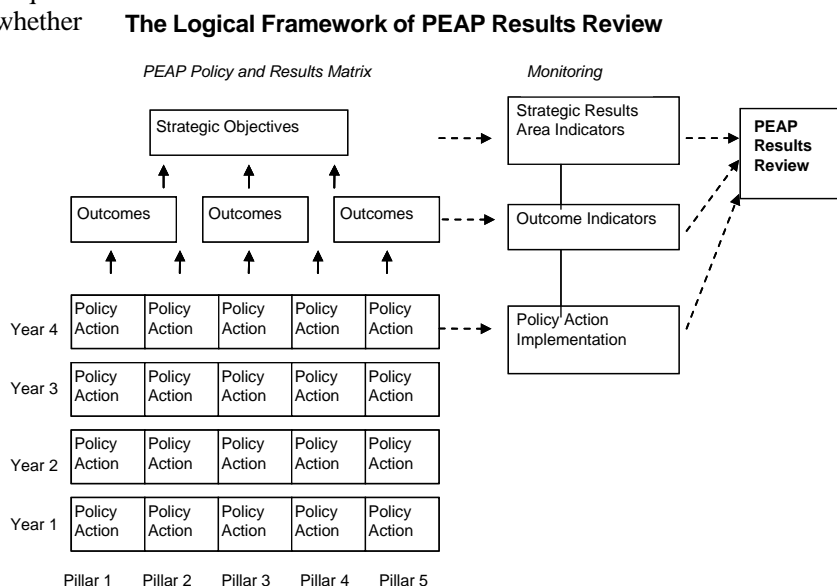 whether
The Logical Framework of PEAP Results Review
PEAP Policy and Results Matrix
Monitoring
Strategic Objectives
Strategic Results
Area Indicators
PEAP
Results
Review
Outcomes
Outcomes
Outcomes
Outcome Indicators
Year 4
Policy
Action
Policy
Action
Policy
Action
Policy
Action
Policy
Action
Policy Action
Implementation
Year 3
Policy
Action
Policy
Action
Policy
Action
Policy
Action
Policy
Action
Year 2
Policy
Action
Policy
Action
Policy
Action
Policy
Action
Policy
Action
Year 1
Policy
Action
Policy
Action
Policy
Action
Policy
Action
Policy
Action
Pillar 1 Pillar 2 Pillar 3 Pillar 4 Pillar 5